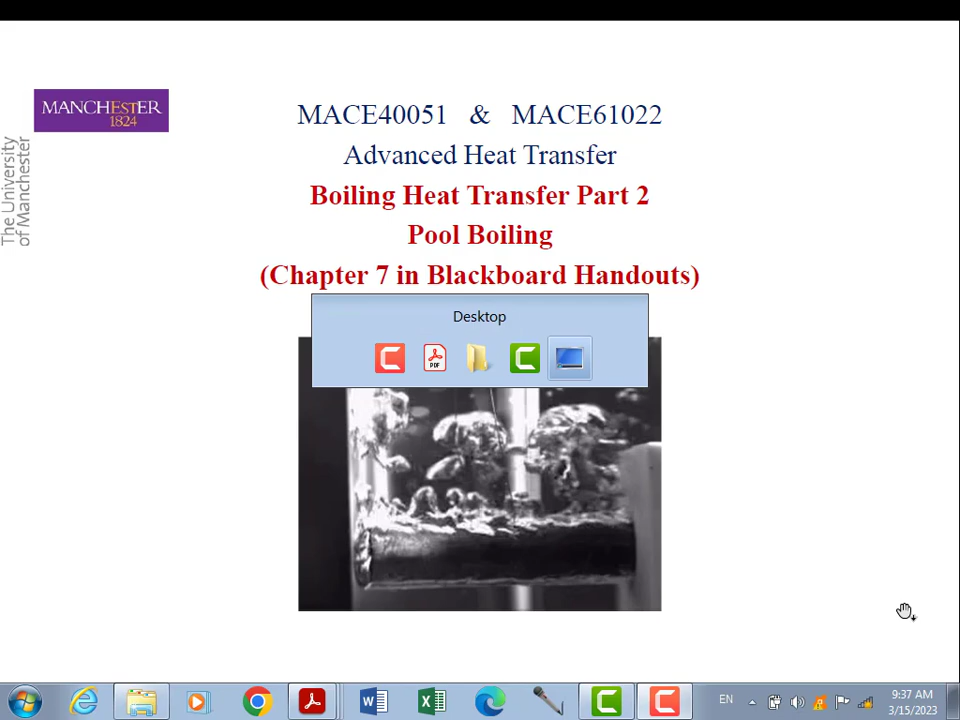 MANCHESTER
1824
The University
of Manchester
MACE40051 & MACE61022
Advanced Heat Transfer
Boiling Heat Transfer Part 2
Pool Boiling
(Chapter 7 in Blackboard Handouts)
Desktop
PDF
EN
9:37 AM
3/15/2023